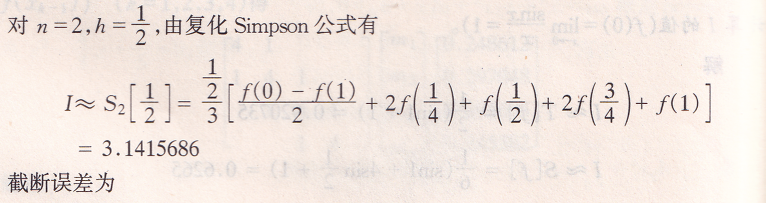 对 n = 2, h = 1/2, 由复化 Simpson 公式有
I ≈ S₂[1/2] = (1/2)/3 [ (f(0) − f(1))/2 + 2f(1/4) + f(1/2) + 2f(3/4) + f(1) ]
= 3.1415686
截断误差为